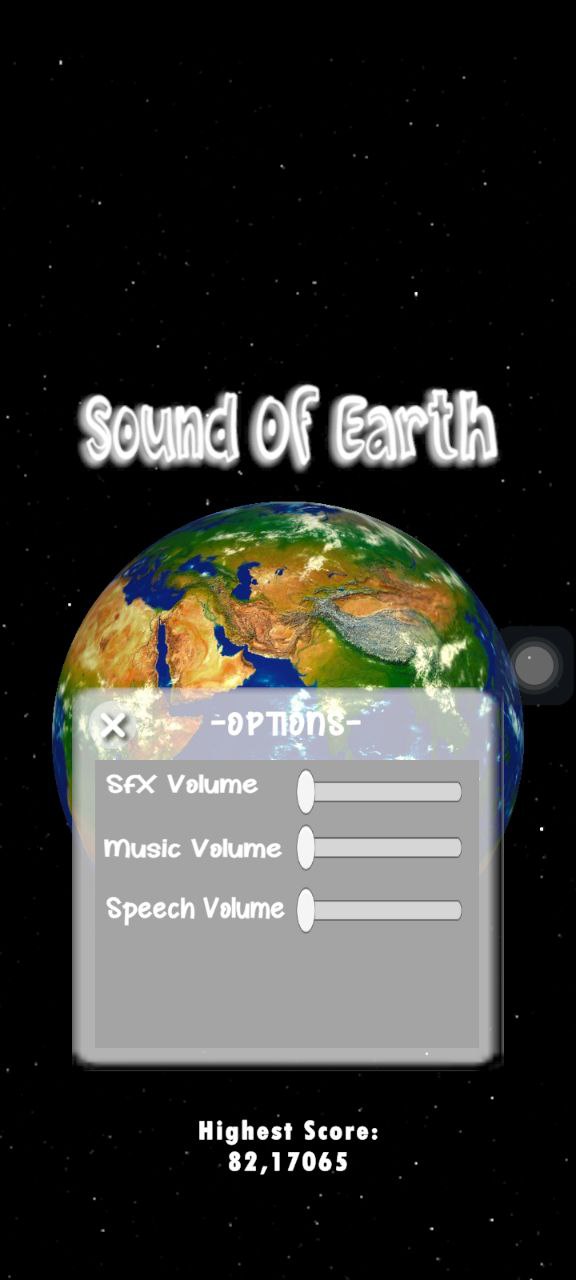 Sound Of Earth
-OPTIONS-
SFX Volume
Music Volume
Speech Volume
Highest Score:
82,17065